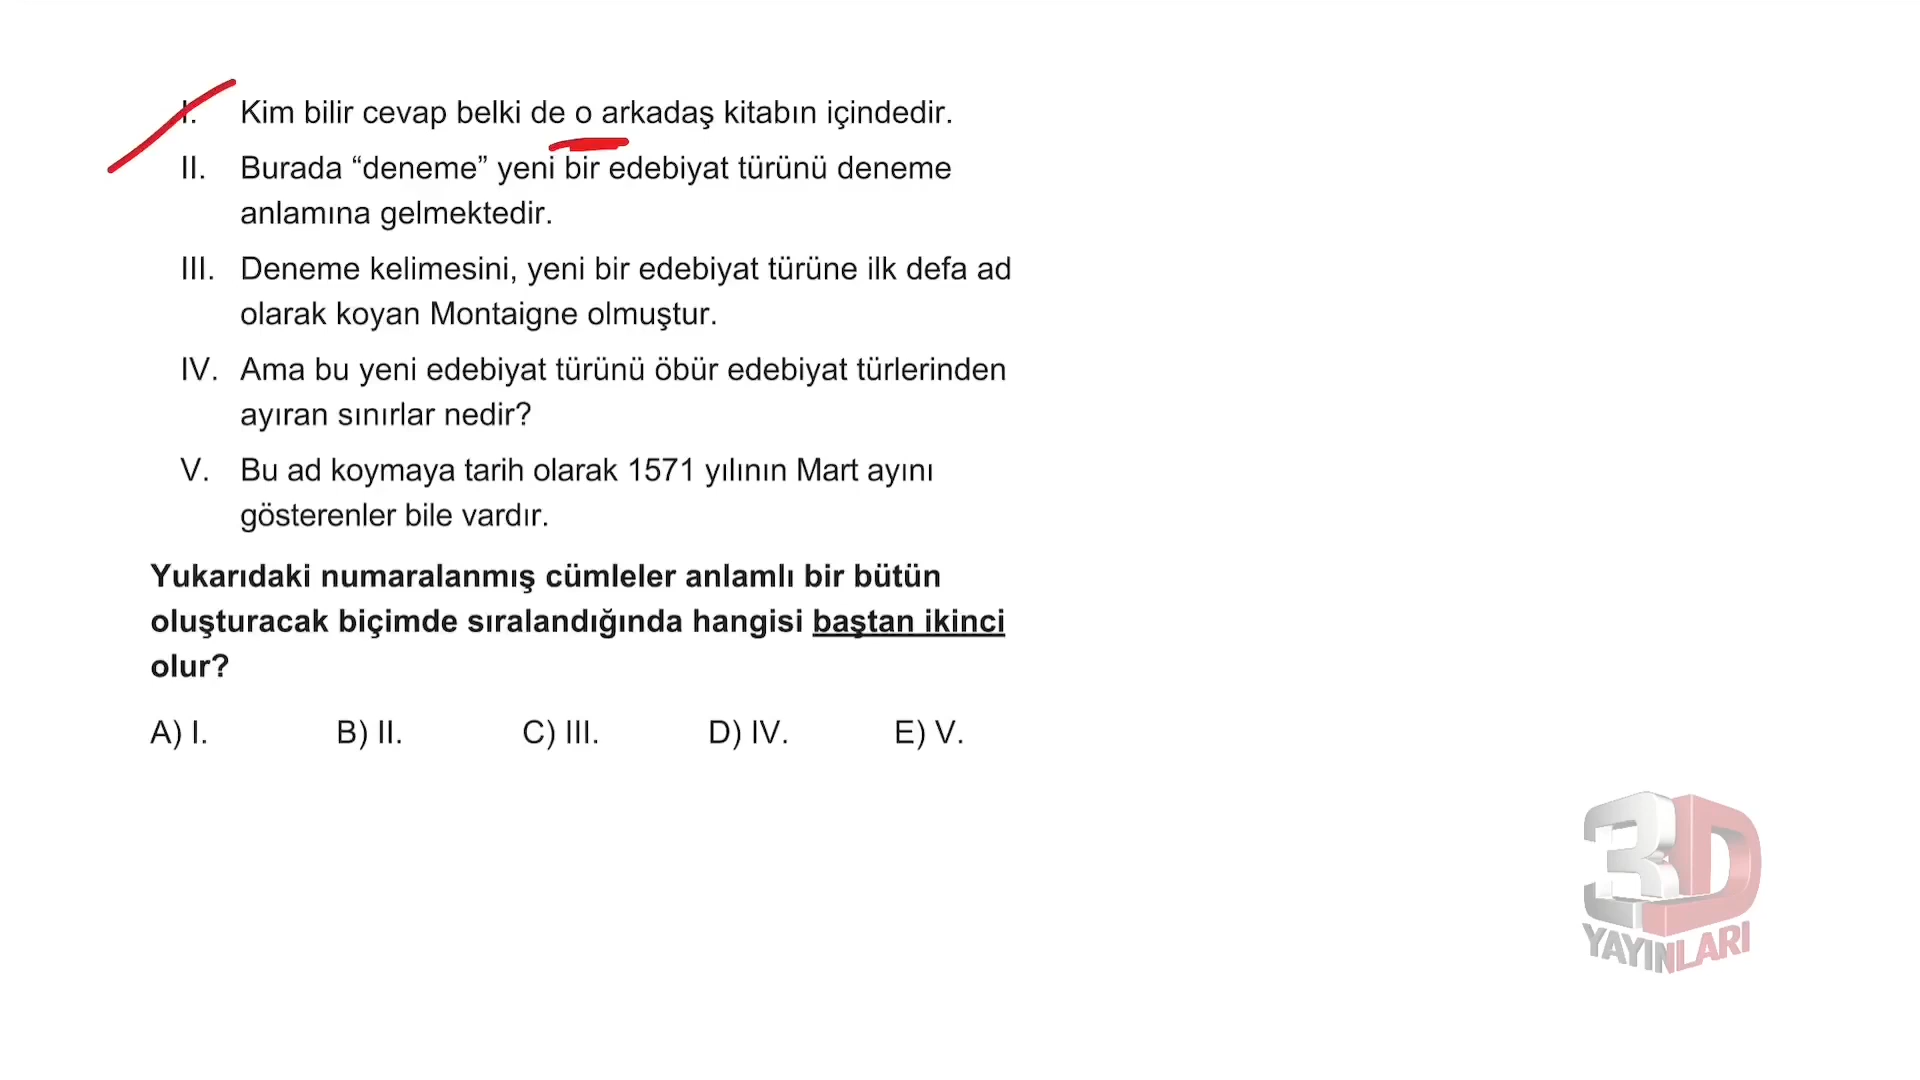 I. Kim bilir cevap belki de o arkadaş kitabın içindedir.
II. Burada “deneme” yeni bir edebiyat türünü deneme
anlamına gelmektedir.
III. Deneme kelimesini, yeni bir edebiyat türüne ilk defa ad
olarak koyan Montaigne olmuştur.
IV. Ama bu yeni edebiyat türünü öbür edebiyat türlerinden
ayıran sınırlar nedir?
V. Bu ad koymaya tarih olarak 1571 yılının Mart ayını
gösterenler bile vardır.
Yukarıdaki numaralanmış cümleler anlamlı bir bütün
oluşturacak biçimde sıralandığında hangisi baştan ikinci
olur?
A) I. B) II. C) III. D) IV. E) V.
3D
YAYINLARI